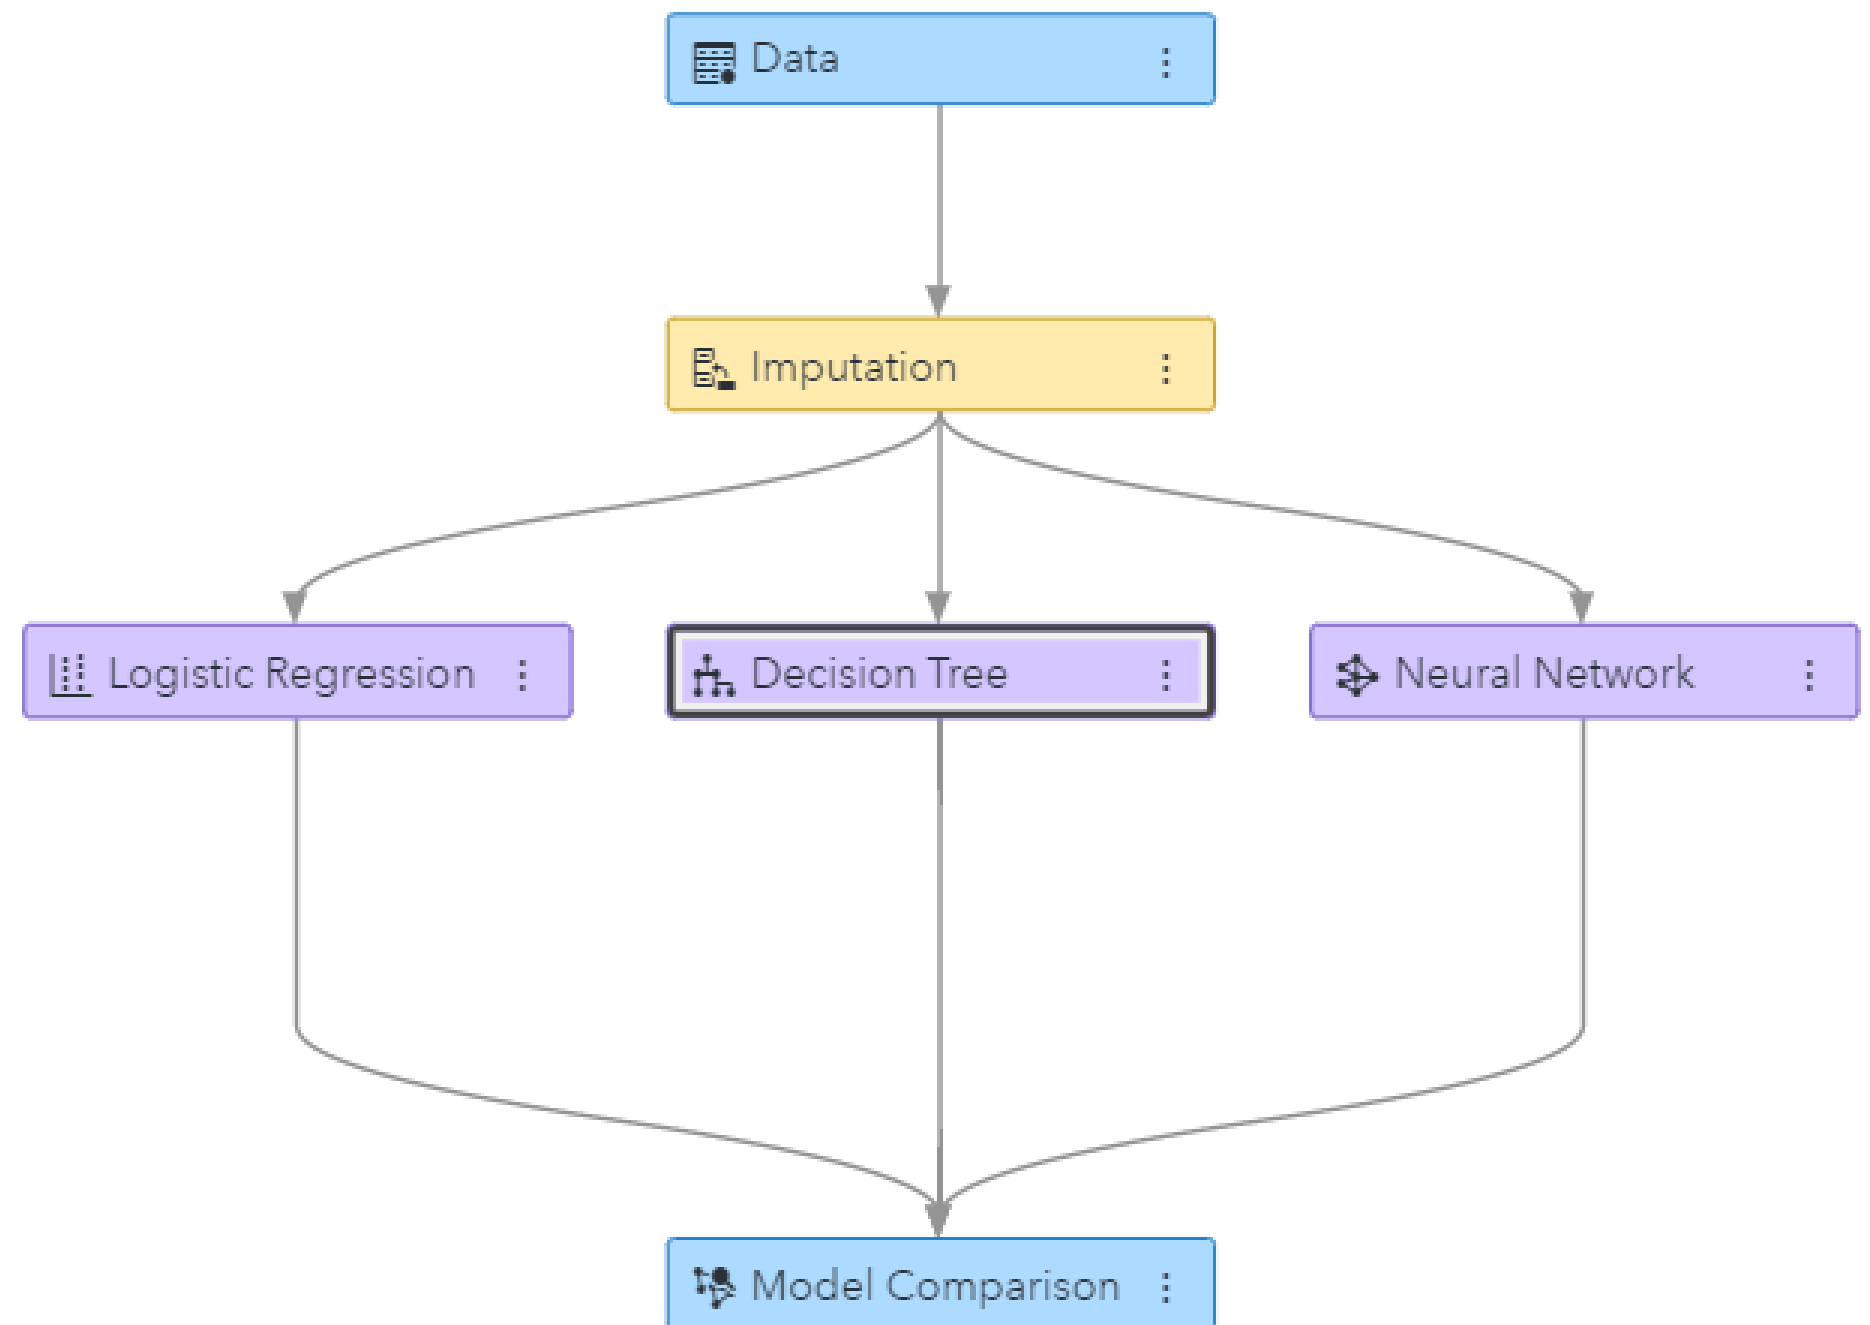 Data
Imputation
Logistic Regression
Decision Tree
Neural Network
Model Comparison